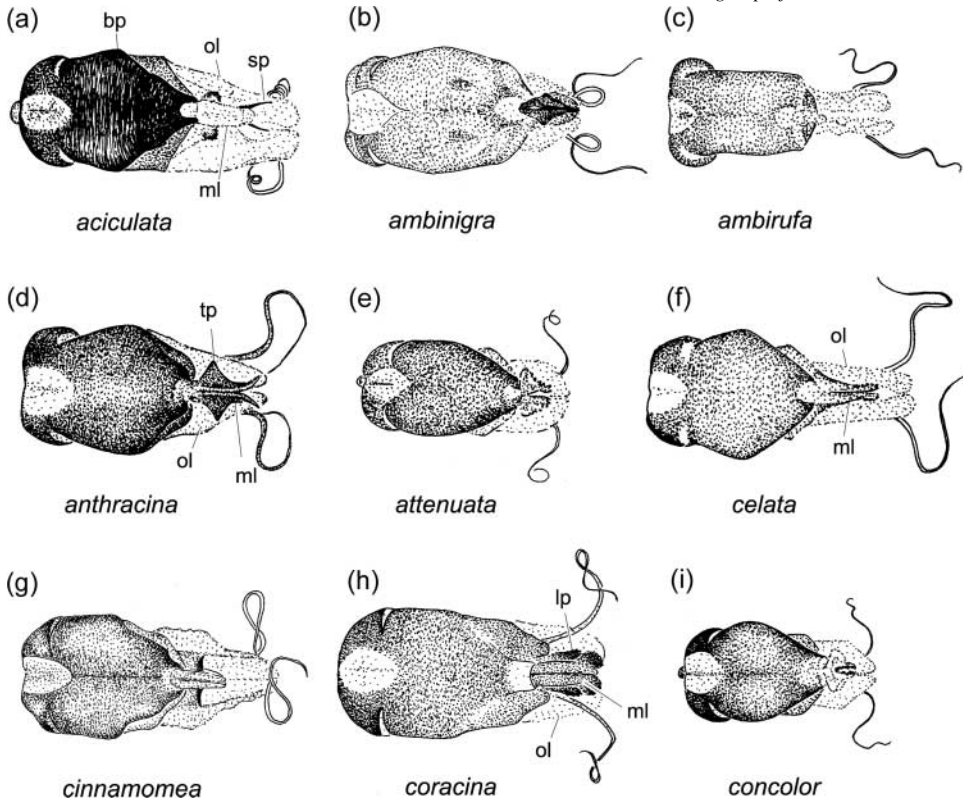 (a) bp ol sp ml
aciculata
(b)
ambinigra
(c)
ambirufa
(d) tp ol ml
anthracina
(e)
attenuata
(f) ol ml
celata
(g)
cinnamomea
(h) lp ml ol
coracina
(i)
concolor